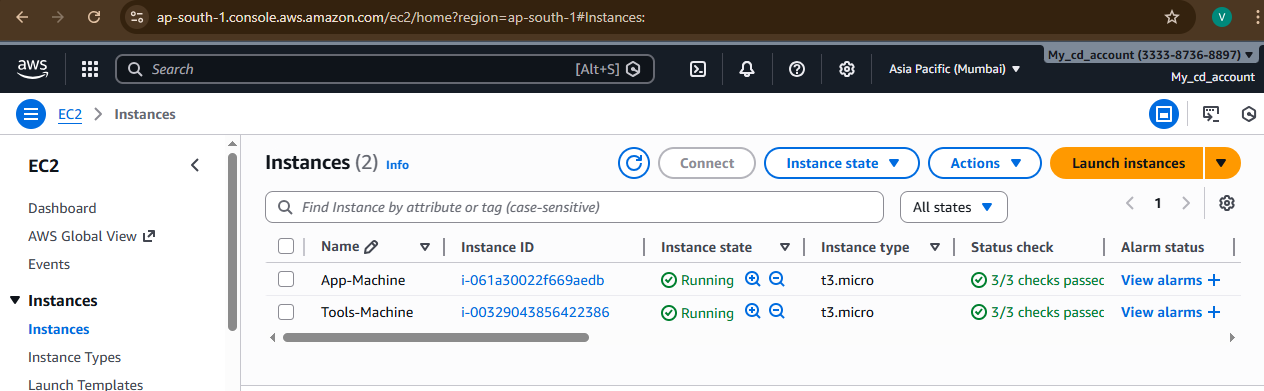 ap-south-1.console.aws.amazon.com/ec2/home?region=ap-south-1#Instances:
V
aws
Search
[Alt+S]
Asia Pacific (Mumbai)
My_cd_account (3333-8736-8897)
My_cd_account
EC2 > Instances
EC2
Dashboard
AWS Global View
Events
Instances
Instances
Instance Types
Launch Templates
Instances (2) Info
Connect
Instance state
Actions
Launch instances
Find Instance by attribute or tag (case-sensitive)
All states
1
Name Instance ID Instance state Instance type Status check Alarm status
App-Machine i-061a30022f669aedb Running t3.micro 3/3 checks passed View alarms +
Tools-Machine i-00329043856422386 Running t3.micro 3/3 checks passed View alarms +